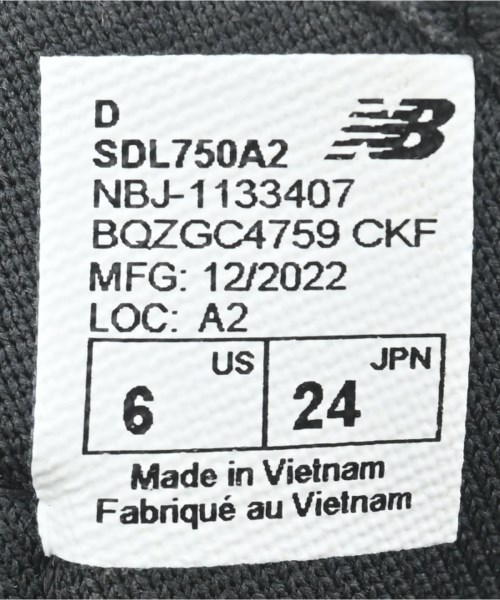 D
SDL750A2
NB
NBJ-1133407
BQZGC4759 CKF
MFG: 12/2022
LOC: A2
US JPN
6 24
Made in Vietnam
Fabriqué au Vietnam